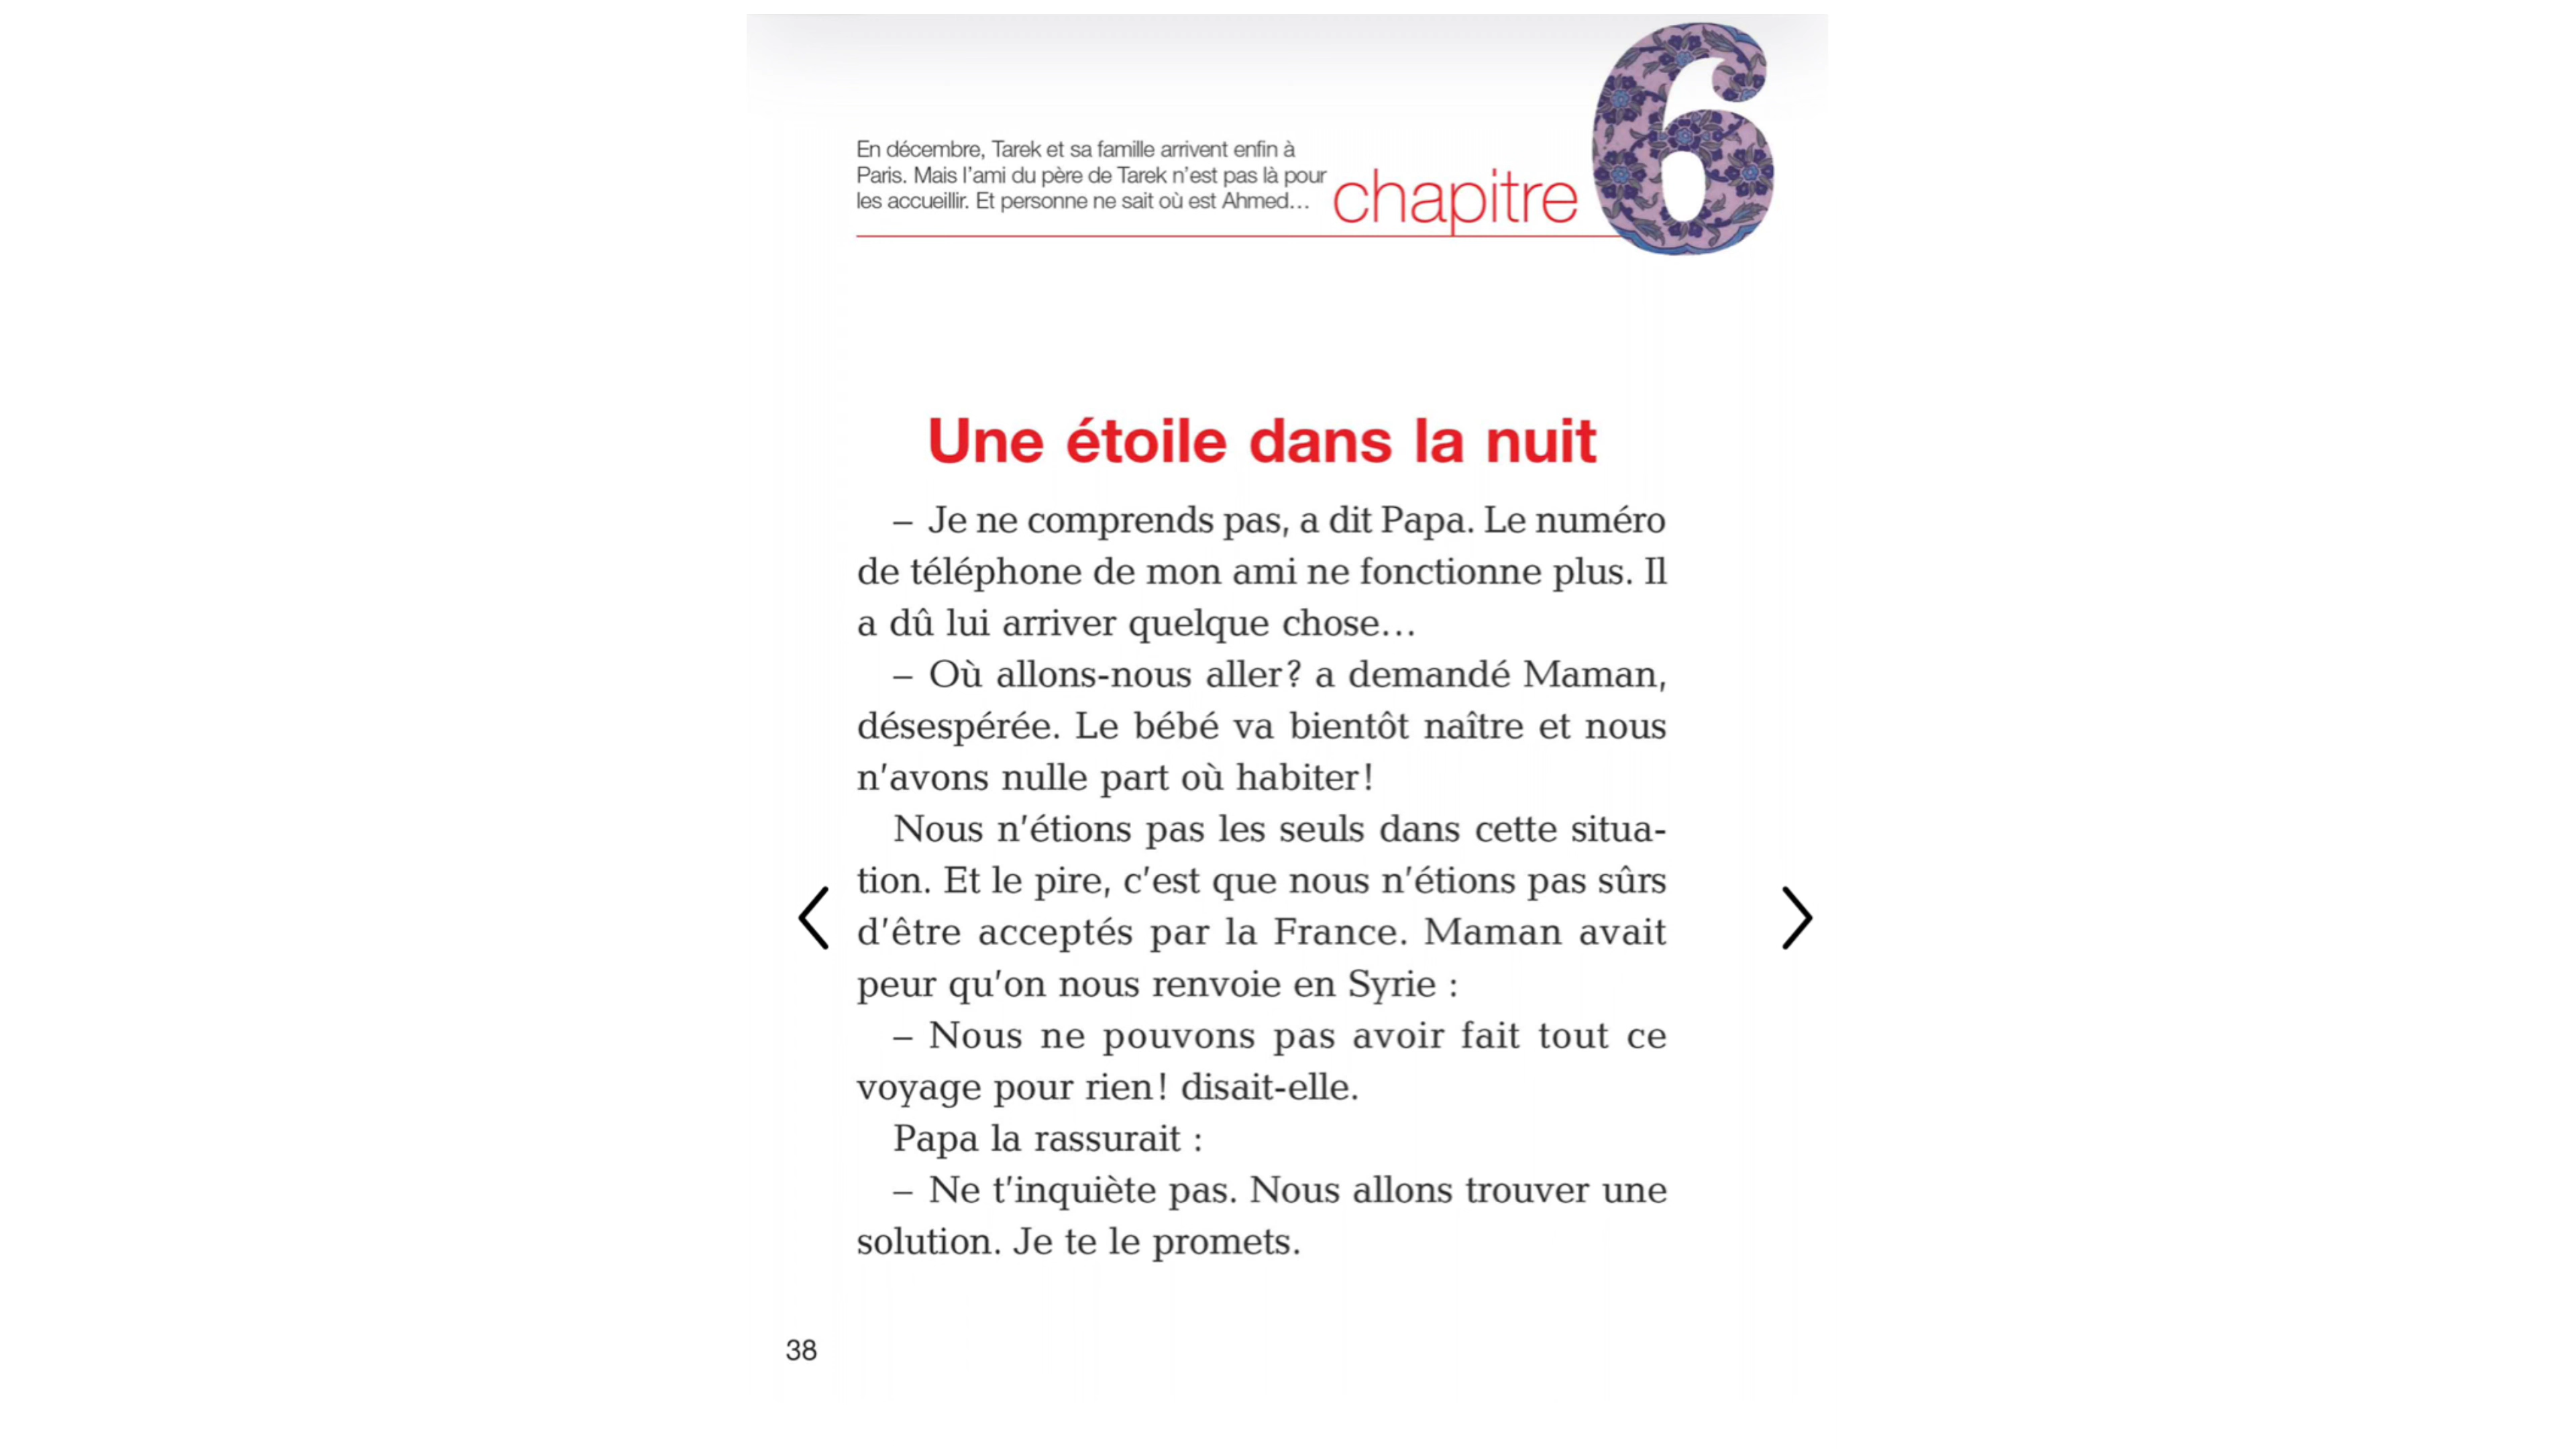 En décembre, Tarek et sa famille arrivent enfin à
Paris. Mais l'ami du père de Tarek n'est pas là pour
les accueillir. Et personne ne sait où est Ahmed…
chapitre 6
Une étoile dans la nuit
– Je ne comprends pas, a dit Papa. Le numéro
de téléphone de mon ami ne fonctionne plus. Il
a dû lui arriver quelque chose…
– Où allons-nous aller? a demandé Maman,
désespérée. Le bébé va bientôt naître et nous
n'avons nulle part où habiter!
Nous n'étions pas les seuls dans cette situa-
tion. Et le pire, c'est que nous n'étions pas sûrs
d'être acceptés par la France. Maman avait
peur qu'on nous renvoie en Syrie :
– Nous ne pouvons pas avoir fait tout ce
voyage pour rien! disait-elle.
Papa la rassurait :
– Ne t'inquiète pas. Nous allons trouver une
solution. Je te le promets.
38